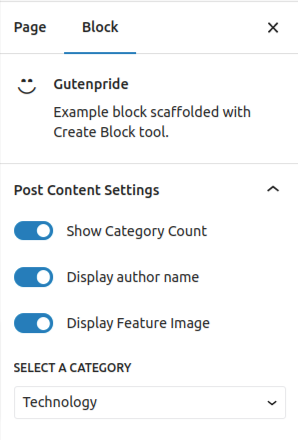 Page Block
Gutenpride
Example block scaffolded with
Create Block tool.
Post Content Settings
Show Category Count
Display author name
Display Feature Image
SELECT A CATEGORY
Technology